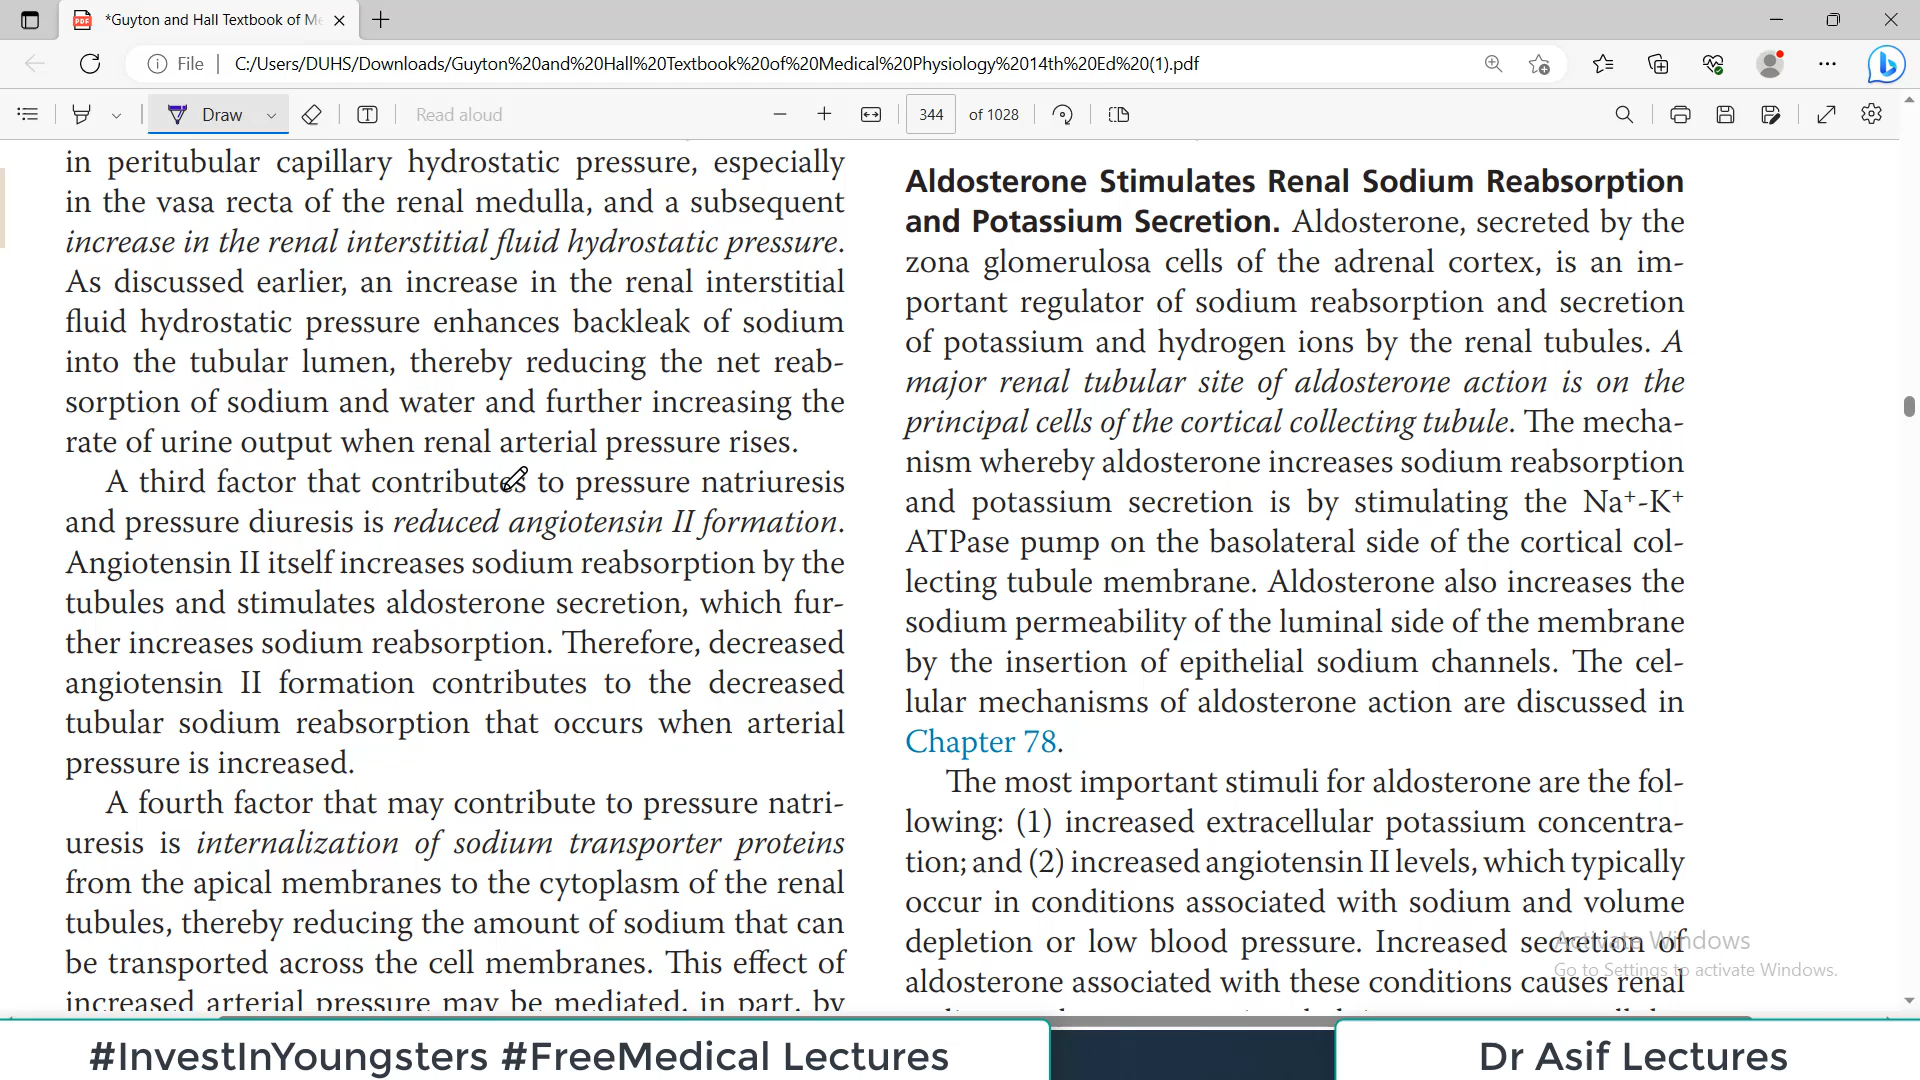 *Guyton and Hall Textbook of Me
File
C:/Users/DUHS/Downloads/Guyton%20and%20Hall%20Textbook%20of%20Medical%20Physiology%2014th%20Ed%20(1).pdf
Draw
Read aloud
344
of 1028
in peritubular capillary hydrostatic pressure, especially
in the vasa recta of the renal medulla, and a subsequent
increase in the renal interstitial fluid hydrostatic pressure.
As discussed earlier, an increase in the renal interstitial
fluid hydrostatic pressure enhances backleak of sodium
into the tubular lumen, thereby reducing the net reab-
sorption of sodium and water and further increasing the
rate of urine output when renal arterial pressure rises.
A third factor that contributes to pressure natriuresis
and pressure diuresis is reduced angiotensin II formation.
Angiotensin II itself increases sodium reabsorption by the
tubules and stimulates aldosterone secretion, which fur-
ther increases sodium reabsorption. Therefore, decreased
angiotensin II formation contributes to the decreased
tubular sodium reabsorption that occurs when arterial
pressure is increased.
A fourth factor that may contribute to pressure natri-
uresis is internalization of sodium transporter proteins
from the apical membranes to the cytoplasm of the renal
tubules, thereby reducing the amount of sodium that can
be transported across the cell membranes. This effect of
increased arterial pressure may be mediated, in part, by
Aldosterone Stimulates Renal Sodium Reabsorption
and Potassium Secretion. Aldosterone, secreted by the
zona glomerulosa cells of the adrenal cortex, is an im-
portant regulator of sodium reabsorption and secretion
of potassium and hydrogen ions by the renal tubules. A
major renal tubular site of aldosterone action is on the
principal cells of the cortical collecting tubule. The mecha-
nism whereby aldosterone increases sodium reabsorption
and potassium secretion is by stimulating the Na⁺-K⁺
ATPase pump on the basolateral side of the cortical col-
lecting tubule membrane. Aldosterone also increases the
sodium permeability of the luminal side of the membrane
by the insertion of epithelial sodium channels. The cel-
lular mechanisms of aldosterone action are discussed in
Chapter 78.
The most important stimuli for aldosterone are the fol-
lowing: (1) increased extracellular potassium concentra-
tion; and (2) increased angiotensin II levels, which typically
occur in conditions associated with sodium and volume
depletion or low blood pressure. Increased secretion of
aldosterone associated with these conditions causes renal
Activate Windows
Go to Settings to activate Windows.
#InvestInYoungsters #FreeMedical Lectures
Dr Asif Lectures